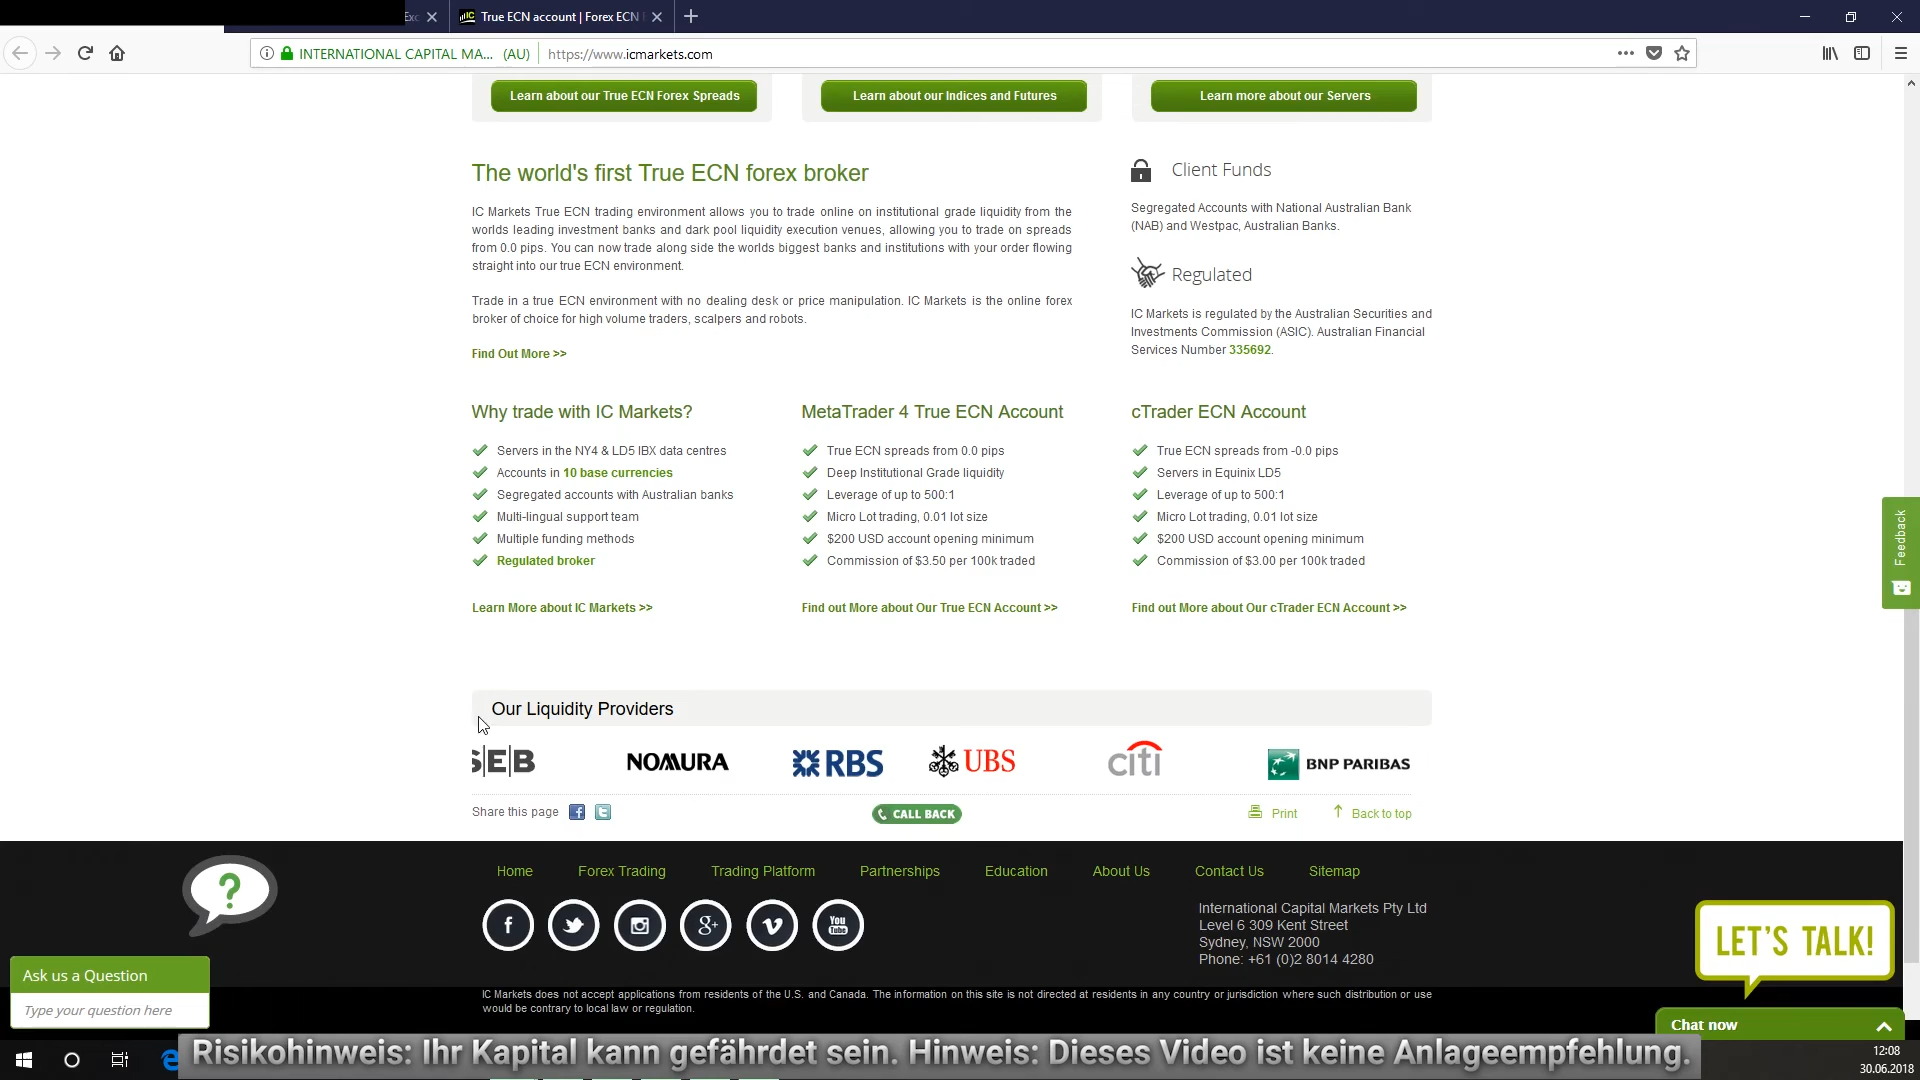 True ECN account | Forex ECN
INTERNATIONAL CAPITAL MA... (AU)
https://www.icmarkets.com
Learn about our True ECN Forex Spreads
Learn about our Indices and Futures
Learn more about our Servers
The world's first True ECN forex broker
IC Markets True ECN trading environment allows you to trade online on institutional grade liquidity from the
worlds leading investment banks and dark pool liquidity execution venues, allowing you to trade on spreads
from 0.0 pips. You can now trade along side the worlds biggest banks and institutions with your order flowing
straight into our true ECN environment.
Trade in a true ECN environment with no dealing desk or price manipulation. IC Markets is the online forex
broker of choice for high volume traders, scalpers and robots.
Find Out More >>
Client Funds
Segregated Accounts with National Australian Bank
(NAB) and Westpac, Australian Banks.
Regulated
IC Markets is regulated by the Australian Securities and
Investments Commission (ASIC). Australian Financial
Services Number 335692.
Why trade with IC Markets?
Servers in the NY4 & LD5 IBX data centres
Accounts in 10 base currencies
Segregated accounts with Australian banks
Multi-lingual support team
Multiple funding methods
Regulated broker
Learn More about IC Markets >>
MetaTrader 4 True ECN Account
True ECN spreads from 0.0 pips
Deep Institutional Grade liquidity
Leverage of up to 500:1
Micro Lot trading, 0.01 lot size
$200 USD account opening minimum
Commission of $3.50 per 100k traded
Find out More about Our True ECN Account >>
cTrader ECN Account
True ECN spreads from -0.0 pips
Servers in Equinix LD5
Leverage of up to 500:1
Micro Lot trading, 0.01 lot size
$200 USD account opening minimum
Commission of $3.00 per 100k traded
Find out More about Our cTrader ECN Account >>
Feedback
Our Liquidity Providers
S|E|B
NOMURA
RBS
UBS
citi
BNP PARIBAS
Share this page
CALL BACK
Print
Back to top
Home
Forex Trading
Trading Platform
Partnerships
Education
About Us
Contact Us
Sitemap
You
Tube
International Capital Markets Pty Ltd
Level 6 309 Kent Street
Sydney, NSW 2000
Phone: +61 (0)2 8014 4280
LET'S TALK!
Ask us a Question
Type your question here
IC Markets does not accept applications from residents of the U.S. and Canada. The information on this site is not directed at residents in any country or jurisdiction where such distribution or use
would be contrary to local law or regulation.
Chat now
Risikohinweis: Ihr Kapital kann gefährdet sein. Hinweis: Dieses Video ist keine Anlageempfehlung.
12:08
30.06.2018